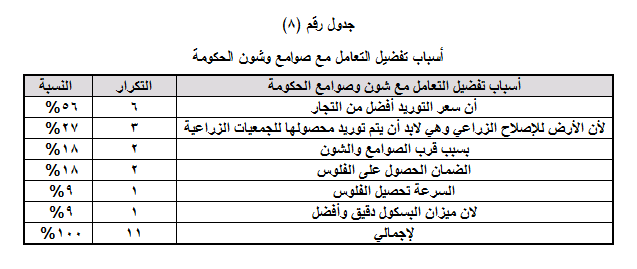 جدول رقم (٨)
أسباب تفضيل التعامل مع صوامع وشون الحكومة
أسباب تفضيل التعامل مع شون وصوامع الحكومة التكرار النسبة
أن سعر التوريد أفضل من التجار ٦ ٥٦%
لأن الأرض للإصلاح الزراعي وهي لابد أن يتم توريد محصولها للجمعيات الزراعية ٣ ٢٧%
بسبب قرب الصوامع والشون ٢ ١٨%
الضمان الحصول على الفلوس ٢ ١٨%
السرعة تحصيل الفلوس ١ ٩%
لان ميزان البسكول دقيق وأفضل ١ ٩%
لإجمالي ١١ ١٠٠%